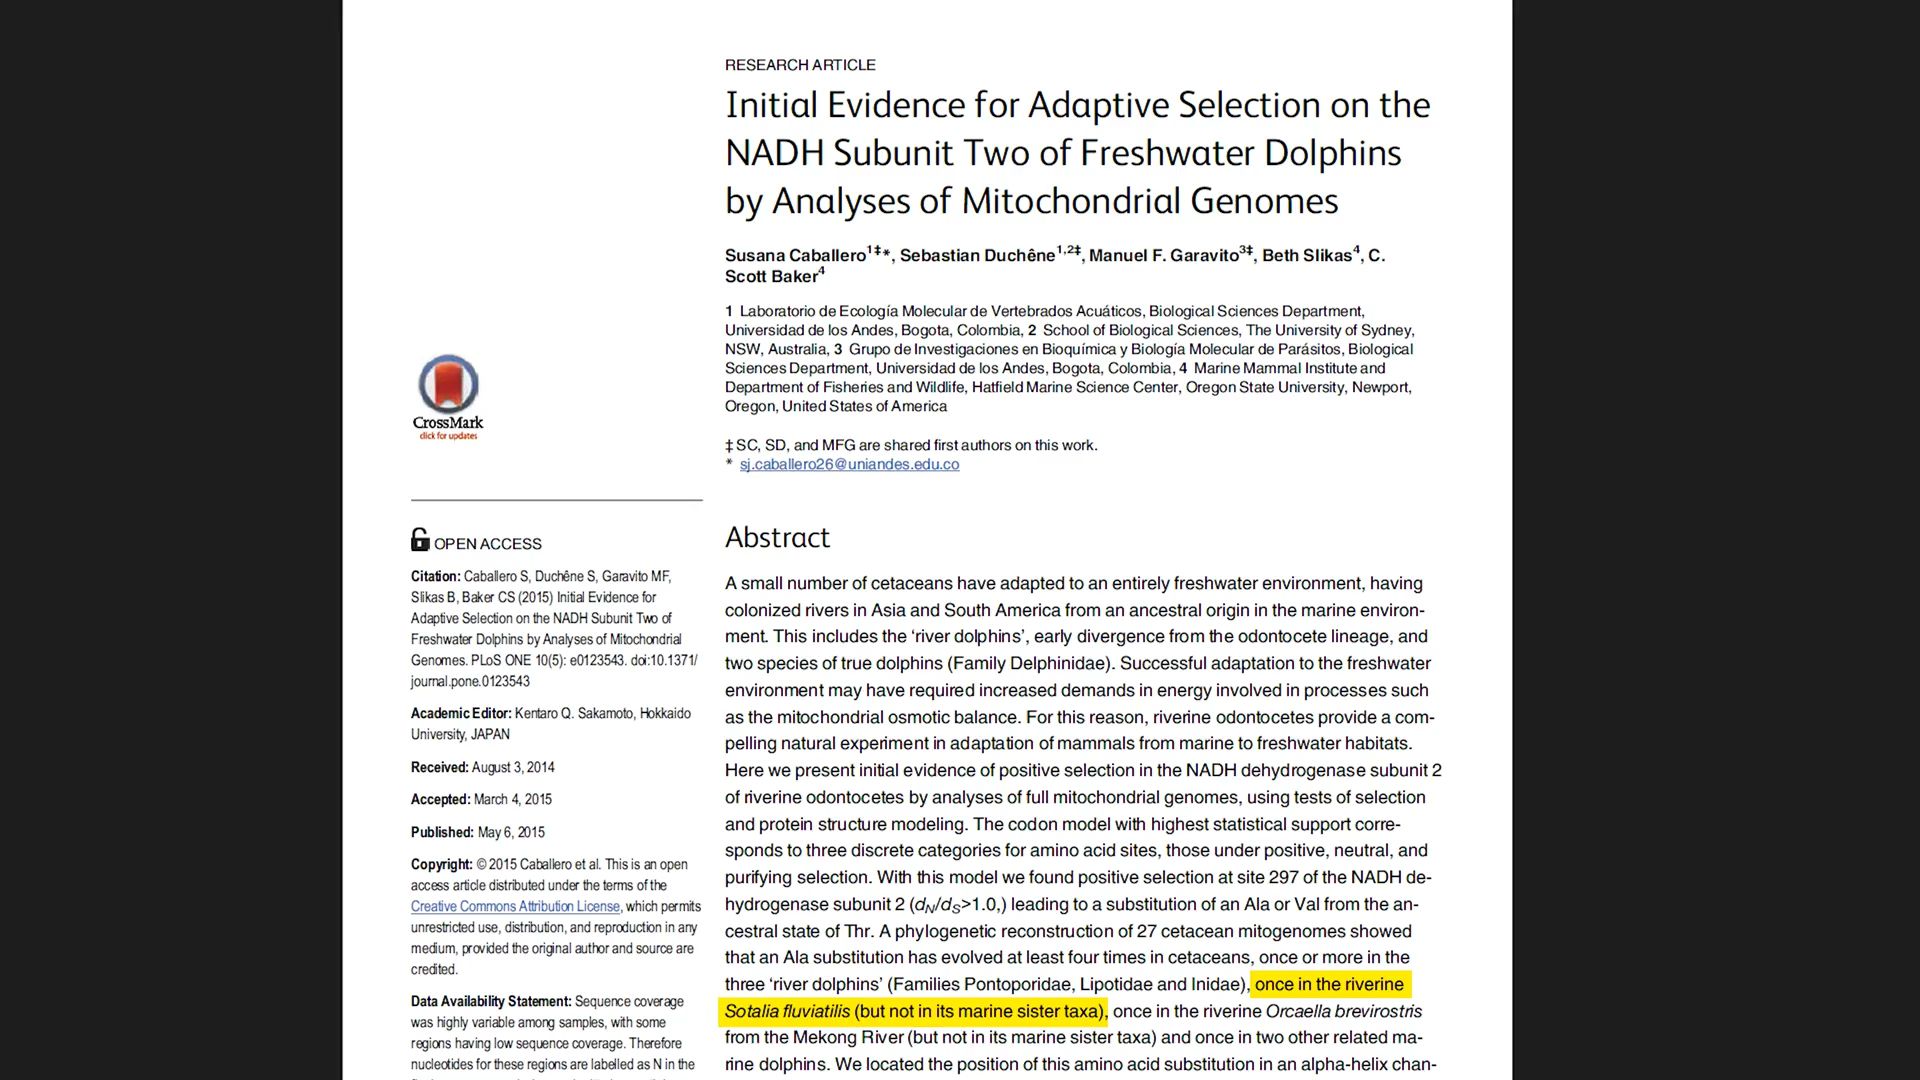 RESEARCH ARTICLE
Initial Evidence for Adaptive Selection on the
NADH Subunit Two of Freshwater Dolphins
by Analyses of Mitochondrial Genomes
Susana Caballero1‡*, Sebastian Duchêne1,2‡, Manuel F. Garavito3‡, Beth Slikas4, C.
Scott Baker4
1 Laboratorio de Ecología Molecular de Vertebrados Acuáticos, Biological Sciences Department,
Universidad de los Andes, Bogota, Colombia, 2 School of Biological Sciences, The University of Sydney,
NSW, Australia, 3 Grupo de Investigaciones en Bioquímica y Biología Molecular de Parásitos, Biological
Sciences Department, Universidad de los Andes, Bogota, Colombia, 4 Marine Mammal Institute and
Department of Fisheries and Wildlife, Hatfield Marine Science Center, Oregon State University, Newport,
Oregon, United States of America
‡ SC, SD, and MFG are shared first authors on this work.
* sj.caballero26@uniandes.edu.co
CrossMark
click for updates
OPEN ACCESS
Citation: Caballero S, Duchêne S, Garavito MF,
Slikas B, Baker CS (2015) Initial Evidence for
Adaptive Selection on the NADH Subunit Two of
Freshwater Dolphins by Analyses of Mitochondrial
Genomes. PLoS ONE 10(5): e0123543. doi:10.1371/
journal.pone.0123543
Academic Editor: Kentaro Q. Sakamoto, Hokkaido
University, JAPAN
Received: August 3, 2014
Accepted: March 4, 2015
Published: May 6, 2015
Copyright: © 2015 Caballero et al. This is an open
access article distributed under the terms of the
Creative Commons Attribution License, which permits
unrestricted use, distribution, and reproduction in any
medium, provided the original author and source are
credited.
Data Availability Statement: Sequence coverage
was highly variable among samples, with some
regions having low sequence coverage. Therefore
nucleotides for these regions are labelled as N in the
Abstract
A small number of cetaceans have adapted to an entirely freshwater environment, having
colonized rivers in Asia and South America from an ancestral origin in the marine environ-
ment. This includes the ‘river dolphins’, early divergence from the odontocete lineage, and
two species of true dolphins (Family Delphinidae). Successful adaptation to the freshwater
environment may have required increased demands in energy involved in processes such
as the mitochondrial osmotic balance. For this reason, riverine odontocetes provide a com-
pelling natural experiment in adaptation of mammals from marine to freshwater habitats.
Here we present initial evidence of positive selection in the NADH dehydrogenase subunit 2
of riverine odontocetes by analyses of full mitochondrial genomes, using tests of selection
and protein structure modeling. The codon model with highest statistical support corre-
sponds to three discrete categories for amino acid sites, those under positive, neutral, and
purifying selection. With this model we found positive selection at site 297 of the NADH de-
hydrogenase subunit 2 (dN/dS>1.0,) leading to a substitution of an Ala or Val from the an-
cestral state of Thr. A phylogenetic reconstruction of 27 cetacean mitogenomes showed
that an Ala substitution has evolved at least four times in cetaceans, once or more in the
three ‘river dolphins’ (Families Pontoporidae, Lipotidae and Inidae), once in the riverine
Sotalia fluviatilis (but not in its marine sister taxa), once in the riverine Orcaella brevirostris
from the Mekong River (but not in its marine sister taxa) and once in two other related ma-
rine dolphins. We located the position of this amino acid substitution in an alpha-helix chan-